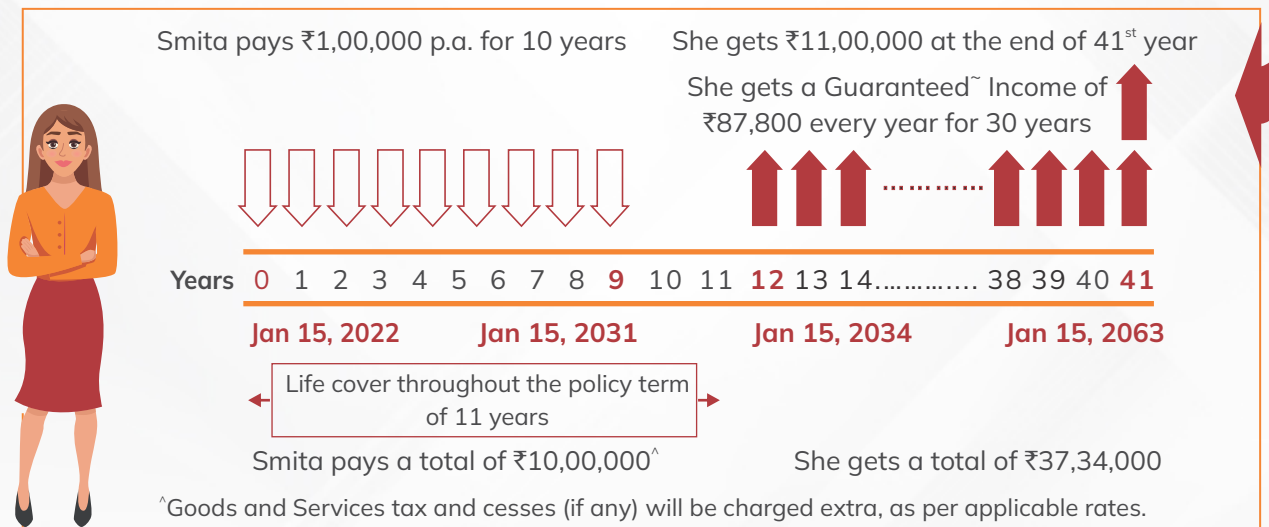 Smita pays ₹1,00,000 p.a. for 10 years
She gets ₹11,00,000 at the end of 41st year
She gets a Guaranteed~ Income of
₹87,800 every year for 30 years
…………
Years 0 1 2 3 4 5 6 7 8 9 10 11 12 13 14............. 38 39 40 41
Jan 15, 2022 Jan 15, 2031 Jan 15, 2034 Jan 15, 2063
Life cover throughout the policy term
of 11 years
Smita pays a total of ₹10,00,000^
She gets a total of ₹37,34,000
^Goods and Services tax and cesses (if any) will be charged extra, as per applicable rates.